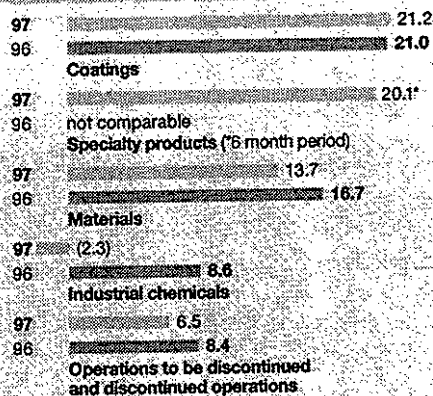 97 21.2
96 21.0
Coatings
97 20.1*
96 not comparable
Specialty products (*6 month period)
97 13.7
96 16.7
Materials
97 (2.3)
96 8.6
Industrial chemicals
97 6.5
96 8.4
Operations to be discontinued
and discontinued operations